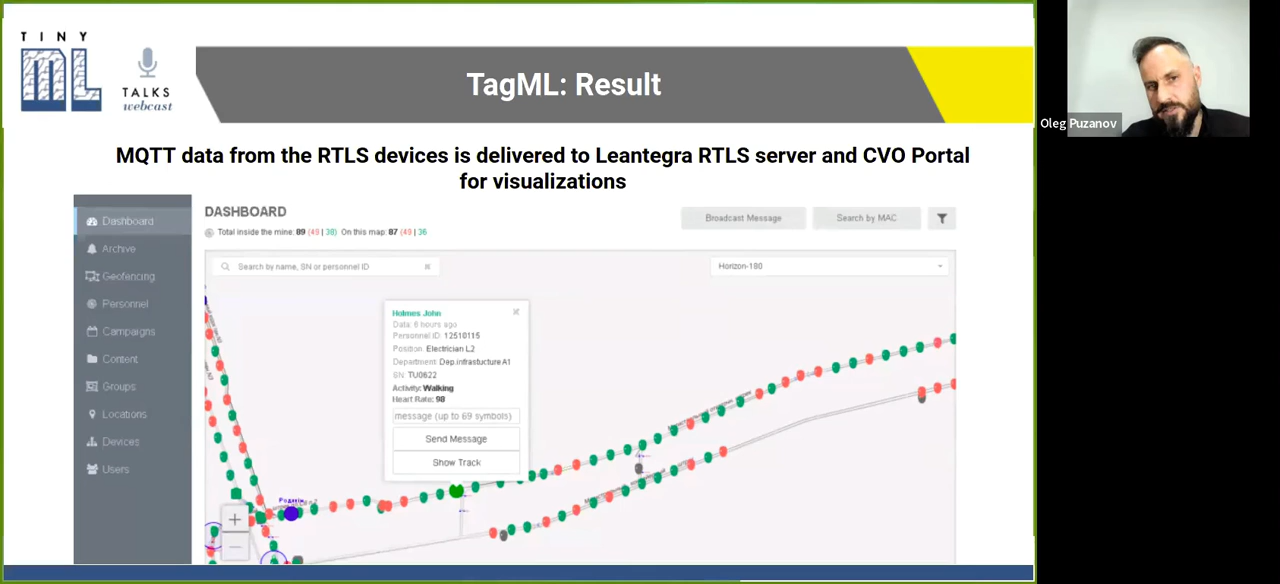 TINY
ML
TALKS
webcast
TagML: Result
MQTT data from the RTLS devices is delivered to Leantegra RTLS server and CVO Portal
for visualizations
Oleg Puzanov
Dashboard
Archive
Geofencing
Personnel
Campaigns
Content
Groups
Locations
Devices
Users
DASHBOARD
Total inside the mine: 89 (49 | 38) On this map: 87 (49 | 36
Broadcast Message
Search by MAC
Search by name, SN or personnel ID
Horizon-180
Holmes John
Data: 6 hours ago
Personnel ID: 12510115
Position: Electrician L2
Department: Dep.infrastucture A1
SN: TU0622
Activity: Walking
Heart Rate: 98
message (up to 69 symbols)
Send Message
Show Track
+
−